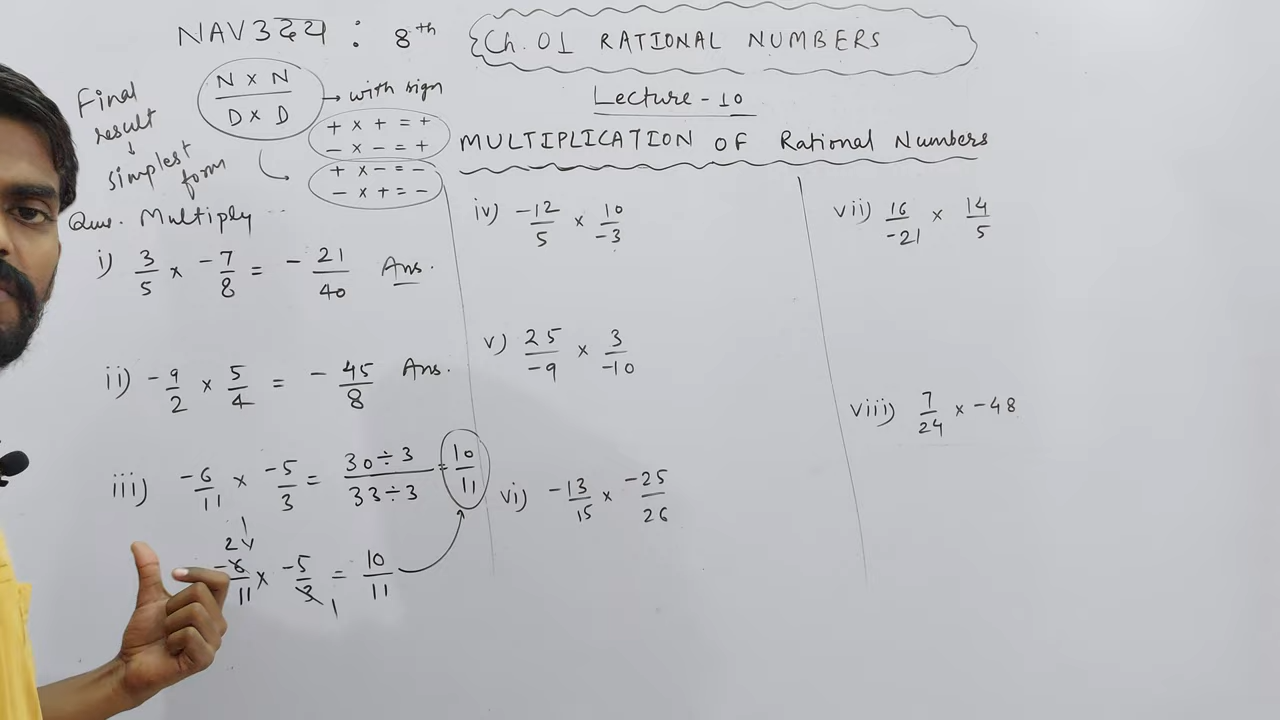 NAV322 : 8th
Ch. 01 RATIONAL NUMBERS
Lecture - 10
MULTIPLICATION OF Rational Numbers
Final result ↓ simplest form
N × N / D × D → with sign
+ × + = +
- × - = +
+ × - = -
- × + = -
Ques. Multiply
i) 3/5 × -7/8 = - 21/40 Ans.
ii) -9/2 × 5/4 = - 45/8 Ans.
iii) -6/11 × -5/3 = 30÷3/33÷3 = 10/11
-6/11 × -5/3 = 10/11
iv) -12/5 × 10/-3
v) 25/-9 × 3/-10
vi) -13/15 × -25/26
vii) 16/-21 × 14/5
viii) 7/24 × -48